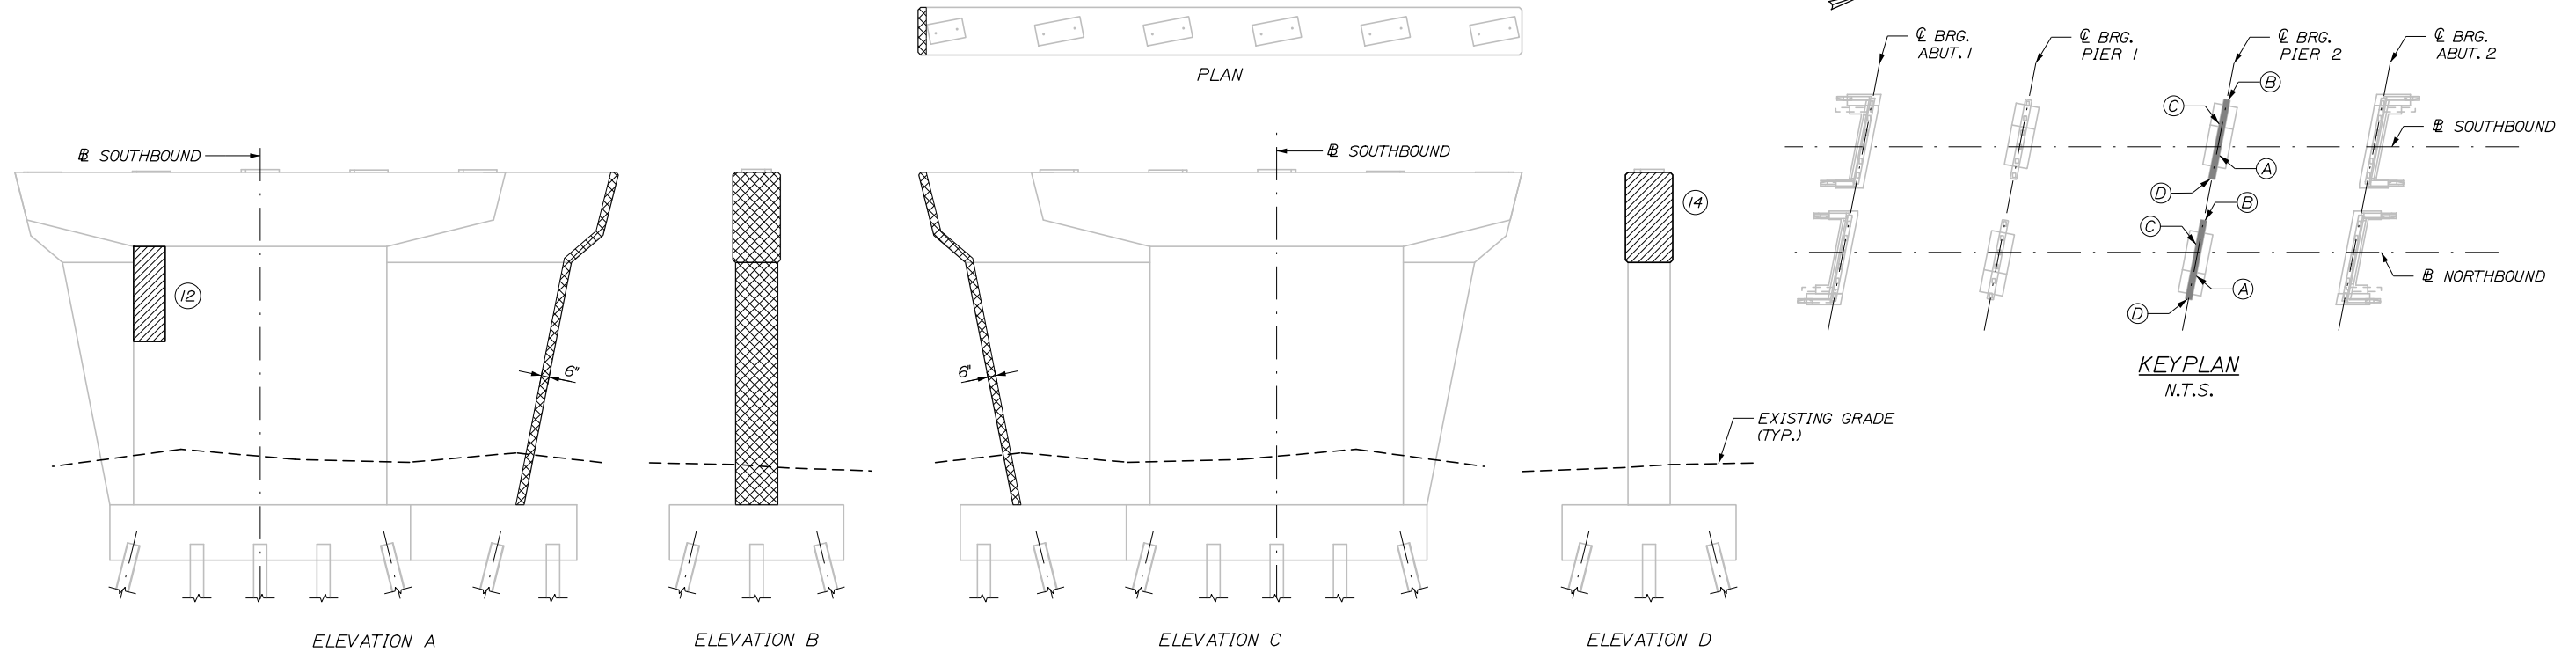 PLAN
℄ BRG.
ABUT. 1
℄ BRG.
PIER 1
℄ BRG.
PIER 2
℄ BRG.
ABUT. 2
B
C
A
D
B
C
A
D
SOUTHBOUND
NORTHBOUND
KEYPLAN
N.T.S.
SOUTHBOUND
12
6"
ELEVATION A
ELEVATION B
SOUTHBOUND
6"
ELEVATION C
14
EXISTING GRADE
(TYP.)
ELEVATION D